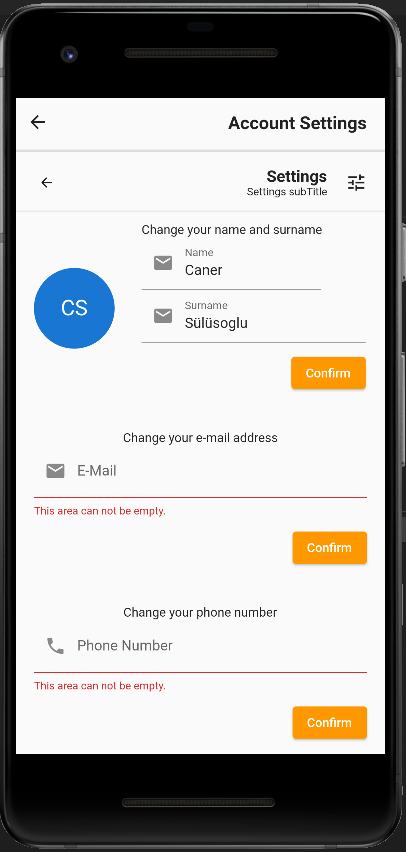 Account Settings
Settings
Settings subTitle
Change your name and surname
CS
Name
Caner
Surname
Sülüsoglu
Confirm
Change your e-mail address
E-Mail
This area can not be empty.
Confirm
Change your phone number
Phone Number
This area can not be empty.
Confirm